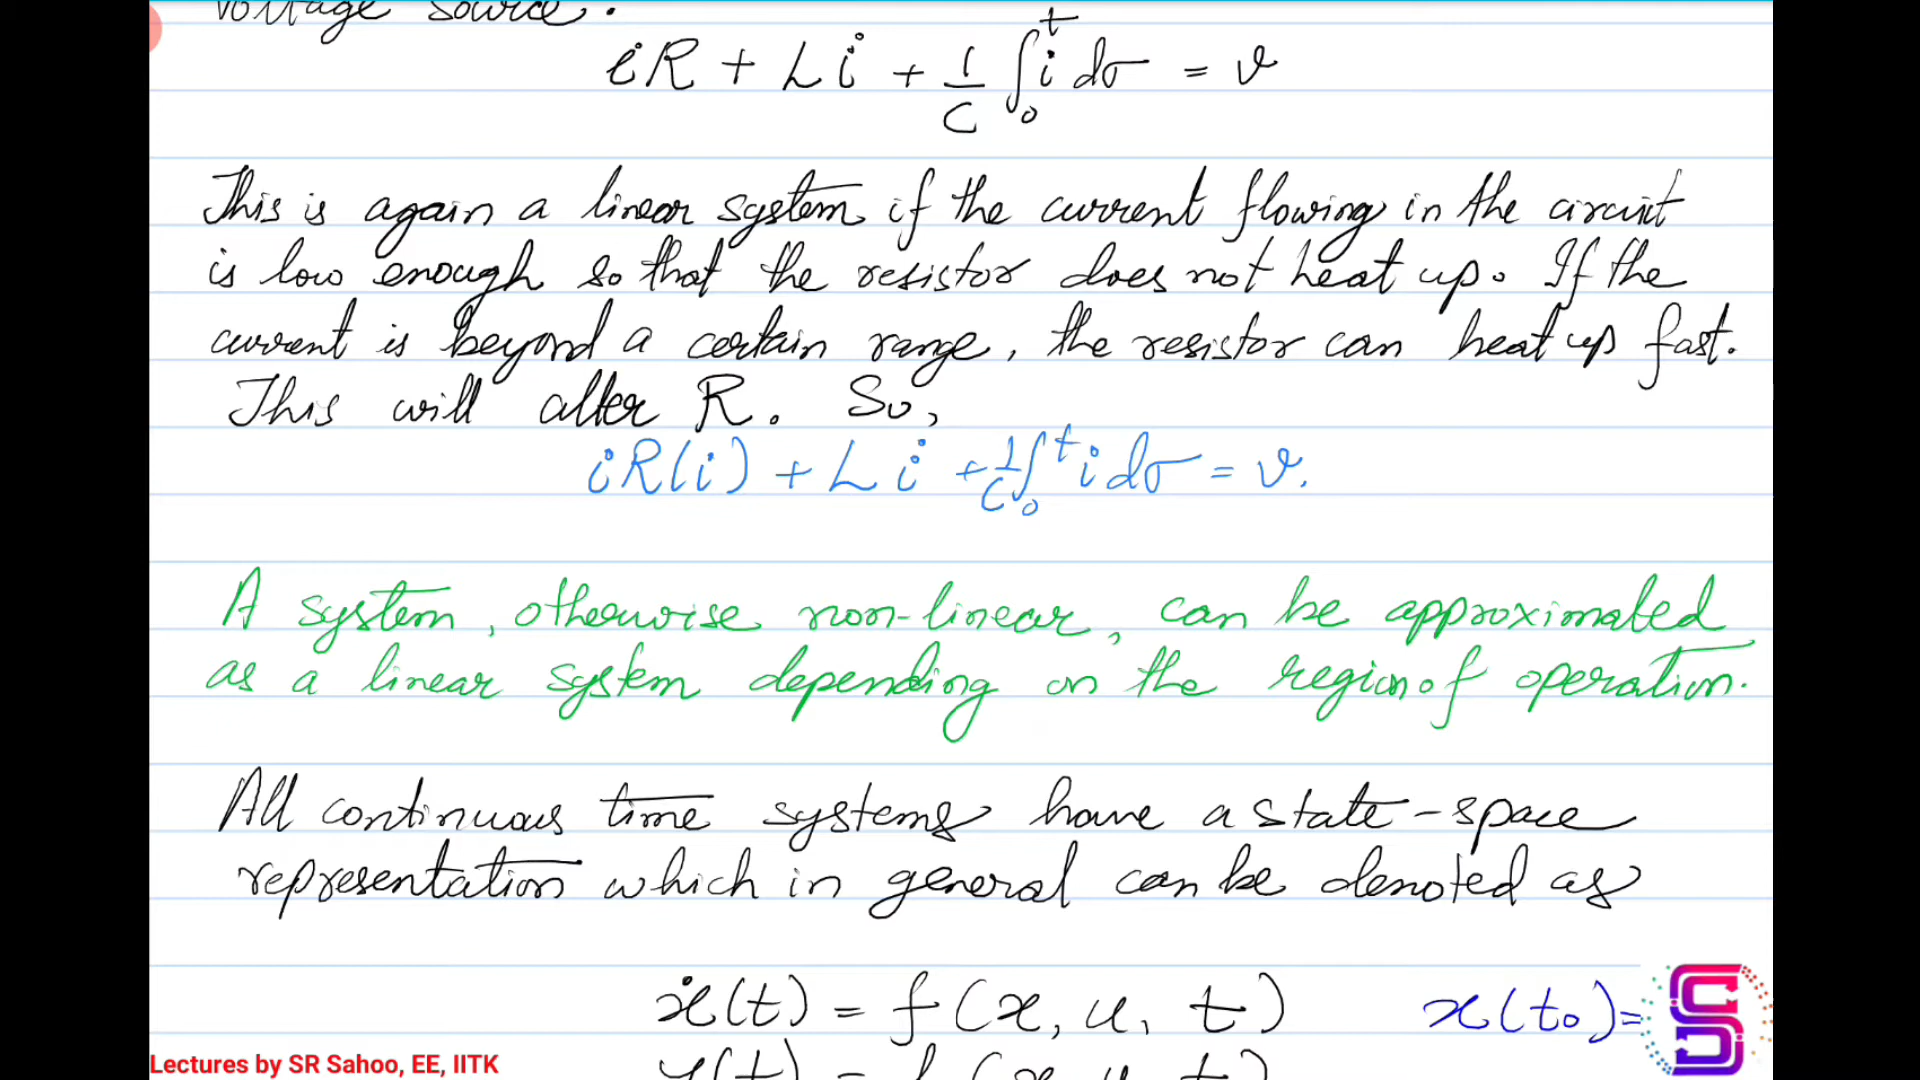 voltage source.
iR + L i̇ + 1/C ∫₀ᵗ i dσ = v
This is again a linear system if the current flowing in the circuit
is low enough so that the resistor does not heat up. If the
current is beyond a certain range, the resistor can heat up fast.
This will alter R. So,
iR(i) + L i̇ + 1/C ∫₀ᵗ i dσ = v.
A system, otherwise non-linear, can be approximated
as a linear system depending on the region of operation.
All continuous time systems have a state-space
representation which in general can be denoted as
ẋ(t) = f(x, u, t) x(t₀)=
Lectures by SR Sahoo, EE, IITK